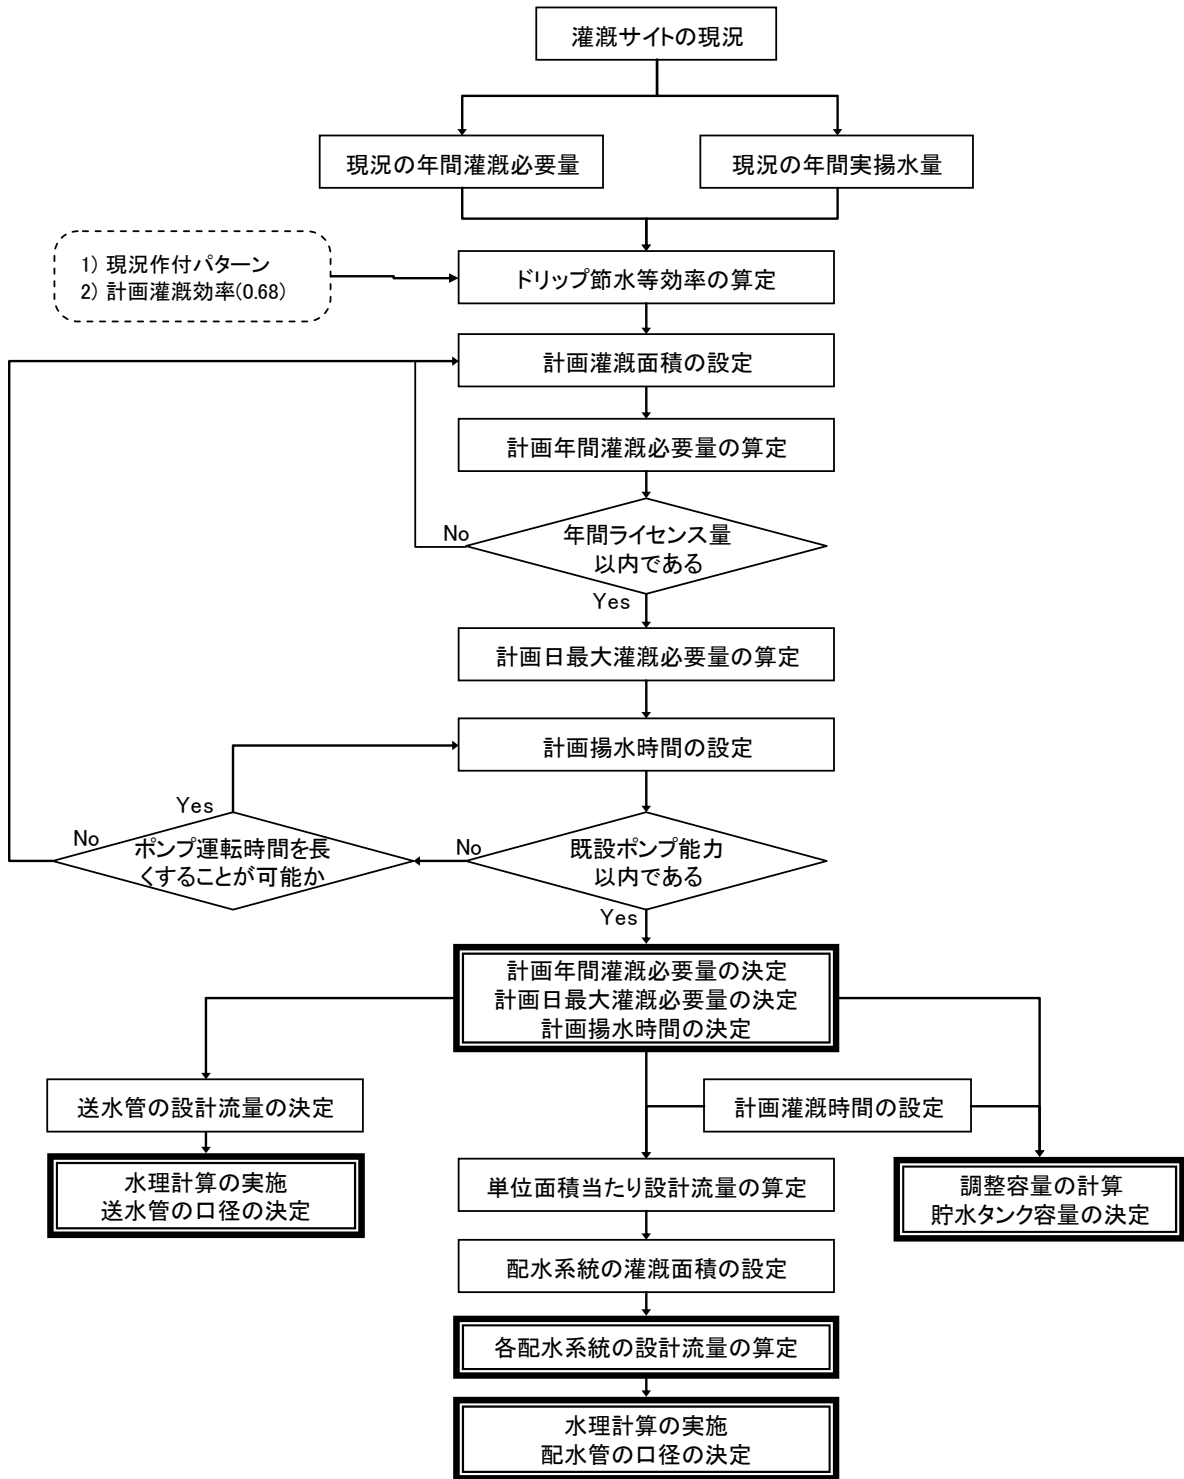 灌漑サイトの現況
現況の年間灌漑必要量
現況の年間実揚水量
1) 現況作付パターン
2) 計画灌漑効率(0.68)
ドリップ節水等効率の算定
計画灌漑面積の設定
計画年間灌漑必要量の算定
No
年間ライセンス量
以内である
Yes
計画日最大灌漑必要量の算定
計画揚水時間の設定
Yes
No
ポンプ運転時間を長
くすることが可能か
No
既設ポンプ能力
以内である
Yes
計画年間灌漑必要量の決定
計画日最大灌漑必要量の決定
計画揚水時間の決定
送水管の設計流量の決定
計画灌漑時間の設定
水理計算の実施
送水管の口径の決定
単位面積当たり設計流量の算定
調整容量の計算
貯水タンク容量の決定
配水系統の灌漑面積の設定
各配水系統の設計流量の算定
水理計算の実施
配水管の口径の決定